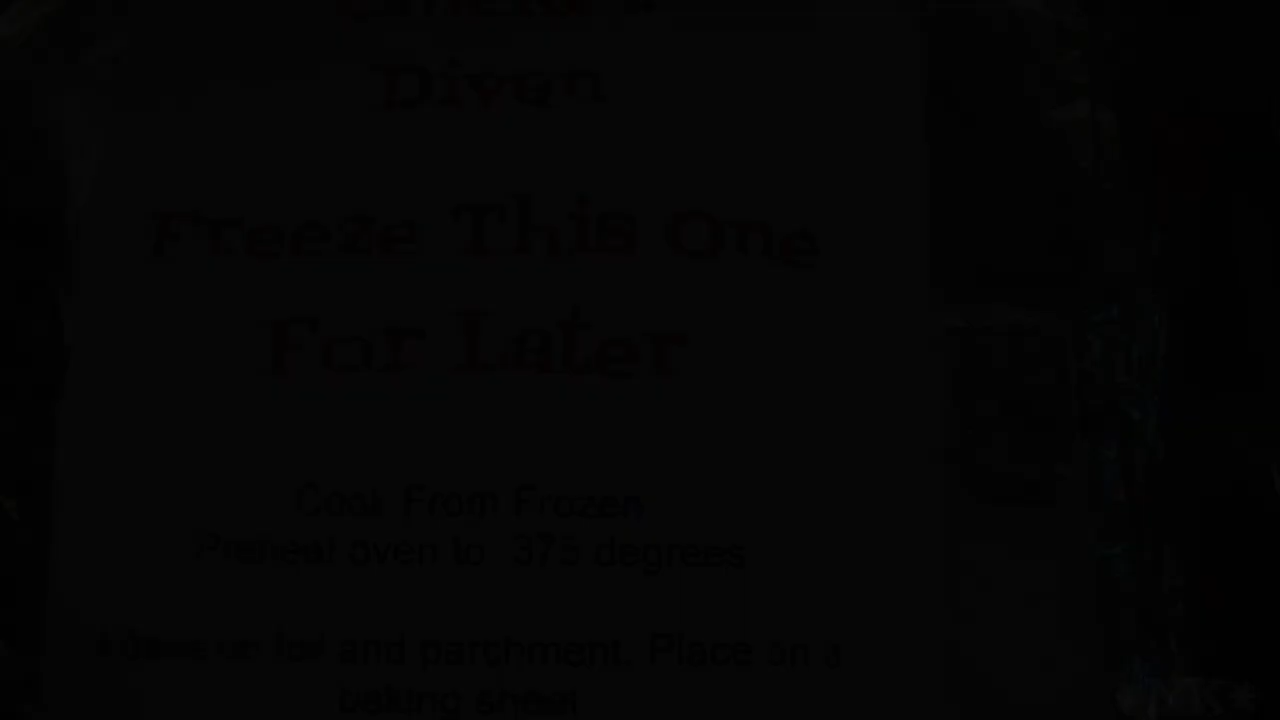 Divan
Freeze This One
For Later
Cook From Frozen
Preheat oven to 375 degrees
foil and parchment. Place on a
baking sheet